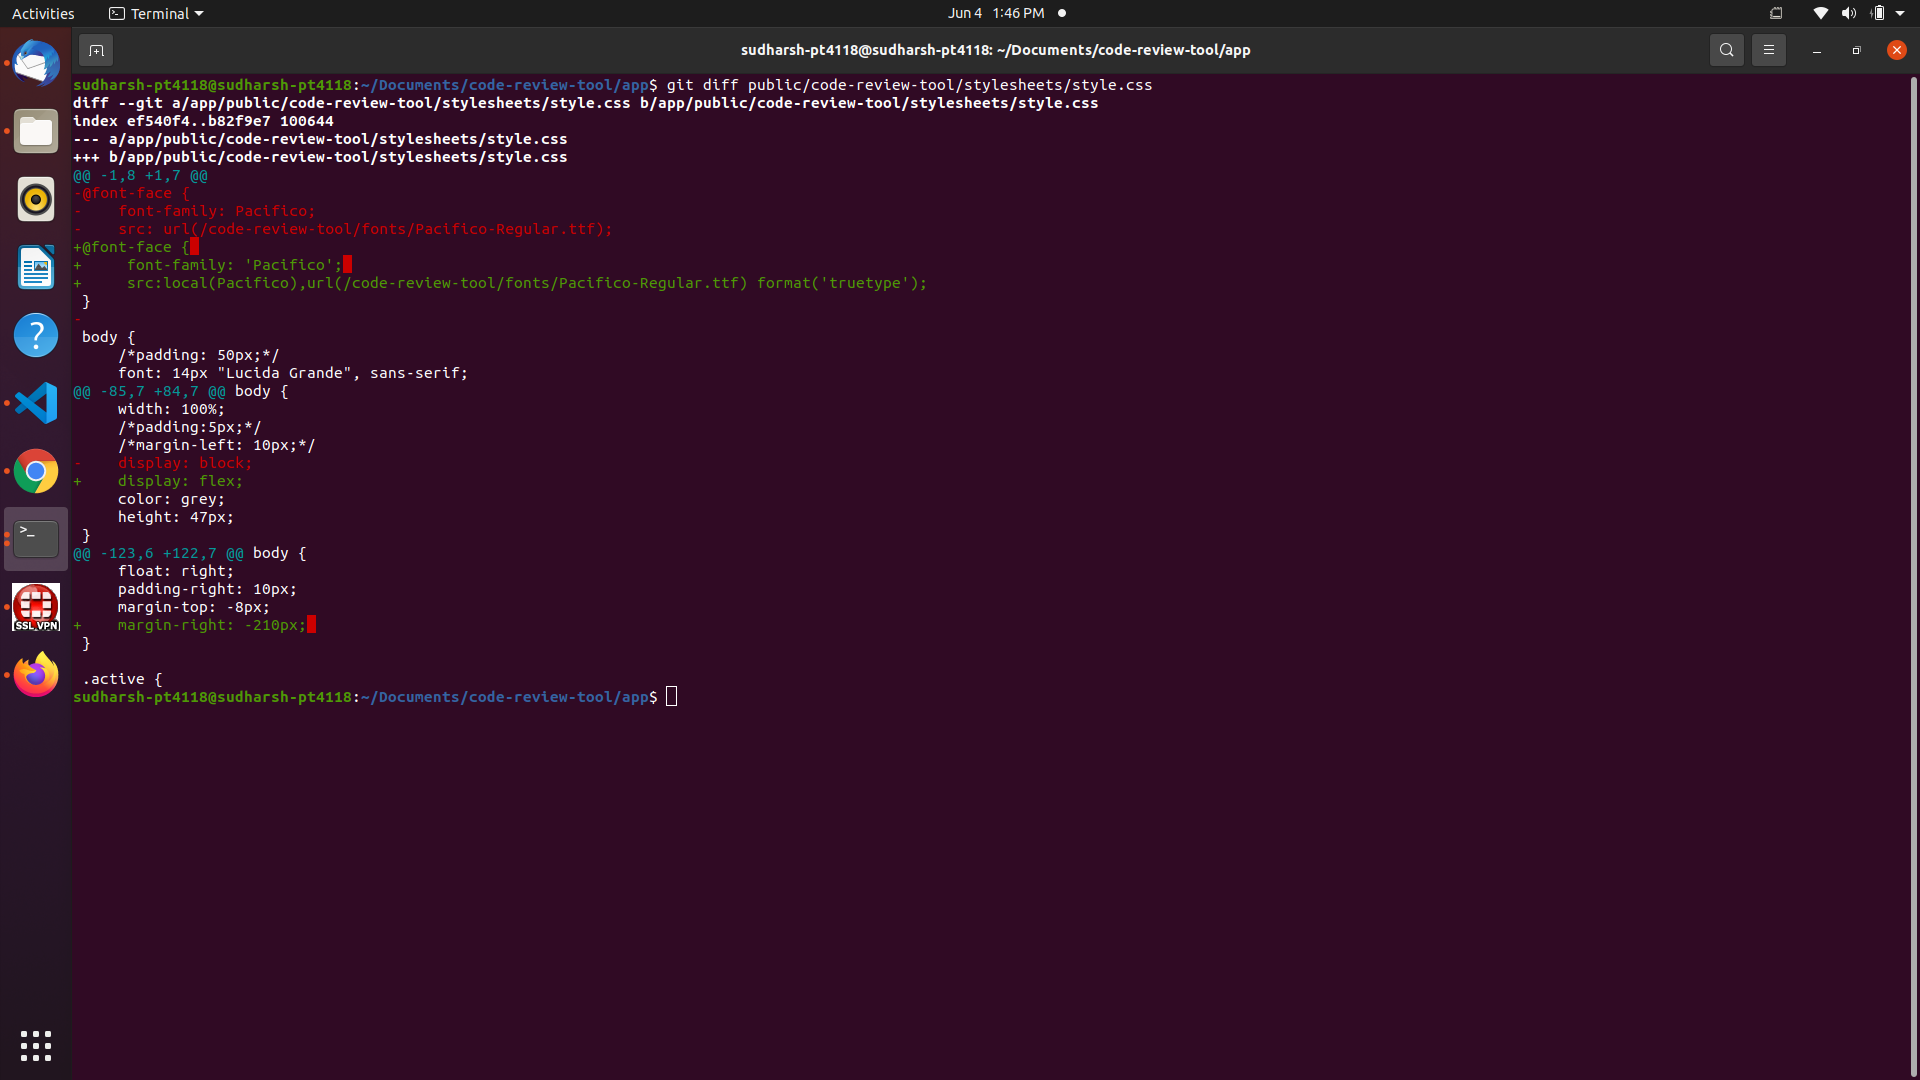 Activities
Terminal
Jun 4 1:46 PM
sudharsh-pt4118@sudharsh-pt4118: ~/Documents/code-review-tool/app
sudharsh-pt4118@sudharsh-pt4118:~/Documents/code-review-tool/app$ git diff public/code-review-tool/stylesheets/style.css
diff --git a/app/public/code-review-tool/stylesheets/style.css b/app/public/code-review-tool/stylesheets/style.css
index ef540f4..b82f9e7 100644
--- a/app/public/code-review-tool/stylesheets/style.css
+++ b/app/public/code-review-tool/stylesheets/style.css
@@ -1,8 +1,7 @@
-@font-face {
-    font-family: Pacifico;
-    src: url(/code-review-tool/fonts/Pacifico-Regular.ttf);
+@font-face {
+     font-family: 'Pacifico';
+     src:local(Pacifico),url(/code-review-tool/fonts/Pacifico-Regular.ttf) format('truetype');
 }
-
 body {
     /*padding: 50px;*/
     font: 14px "Lucida Grande", sans-serif;
@@ -85,7 +84,7 @@ body {
     width: 100%;
     /*padding:5px;*/
     /*margin-left: 10px;*/
-    display: block;
+    display: flex;
     color: grey;
     height: 47px;
 }
@@ -123,6 +122,7 @@ body {
     float: right;
     padding-right: 10px;
     margin-top: -8px;
+    margin-right: -210px;
 }
 .active {
sudharsh-pt4118@sudharsh-pt4118:~/Documents/code-review-tool/app$
>_
SSL VPN